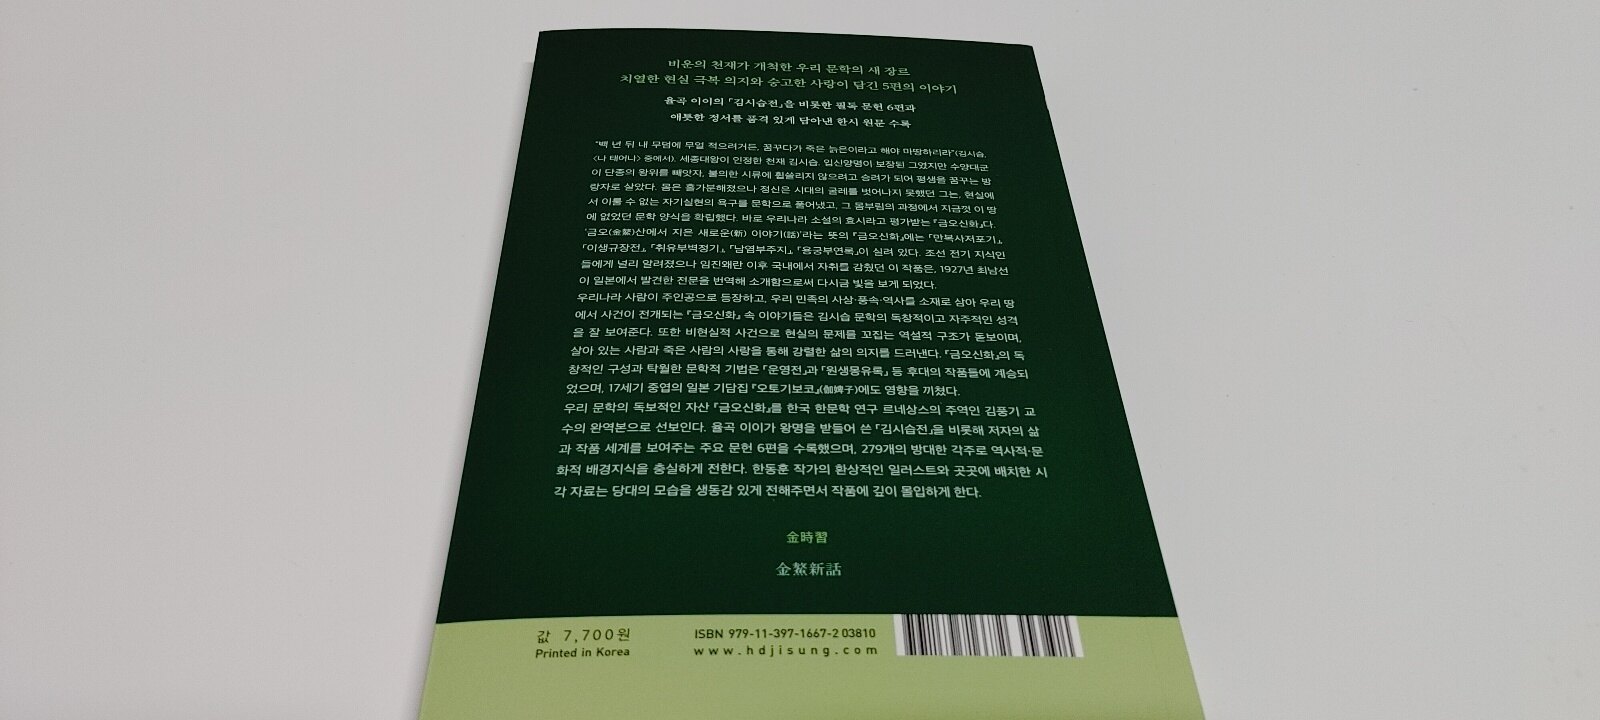 비운의 천재가 개척한 우리 문학의 새 장르
치열한 현실 극복 의지와 숭고한 사랑이 담긴 5편의 이야기
율곡 이이의 「김시습전」을 비롯한 필독 문헌 6편과
애틋한 정서를 품격 있게 담아낸 한시 원문 수록
"백 년 뒤 내 무덤에 무얼 적으려거든, 꿈꾸다가 죽은 늙은이라고 해야 마땅하리라"(김시습,
〈나 태어나〉 중에서). 세종대왕이 인정한 천재 김시습. 입신양명이 보장된 그였지만 수양대군
이 단종의 왕위를 빼앗자, 불의한 시류에 휩쓸리지 않으려고 승려가 되어 평생을 꿈꾸는 방
랑자로 살았다. 몸은 홀가분해졌으나 정신은 시대의 굴레를 벗어나지 못했던 그는, 현실에
서 이룰 수 없는 자기실현의 욕구를 문학으로 풀어냈고, 그 몸부림의 과정에서 지금껏 이 땅
에 없었던 문학 양식을 확립했다. 바로 우리나라 소설의 효시라고 평가받는 『금오신화』다.
'금오(金鰲)산에서 지은 새로운(新) 이야기(話)'라는 뜻의 『금오신화』에는 「만복사저포기」,
「이생규장전」, 「취유부벽정기」, 「남염부주지」, 「용궁부연록」이 실려 있다. 조선 전기 지식인
들에게 널리 알려졌으나 임진왜란 이후 국내에서 자취를 감췄던 이 작품은, 1927년 최남선
이 일본에서 발견한 전문을 번역해 소개함으로써 다시금 빛을 보게 되었다.
우리나라 사람이 주인공으로 등장하고, 우리 민족의 사상·풍속·역사를 소재로 삼아 우리 땅
에서 사건이 전개되는 『금오신화』 속 이야기들은 김시습 문학의 독창적이고 자주적인 성격
을 잘 보여준다. 또한 비현실적 사건으로 현실의 문제를 꼬집는 역설적 구조가 돋보이며,
살아 있는 사람과 죽은 사람의 사랑을 통해 강렬한 삶의 의지를 드러낸다. 『금오신화』의 독
창적인 구성과 탁월한 문학적 기법은 「운영전」과 「원생몽유록」 등 후대의 작품들에 계승되
었으며, 17세기 중엽의 일본 기담집 『오토기보코』(伽婢子)에도 영향을 끼쳤다.
우리 문학의 독보적인 자산 『금오신화』를 한국 한문학 연구 르네상스의 주역인 김풍기 교
수의 완역본으로 선보인다. 율곡 이이가 왕명을 받들어 쓴 「김시습전」을 비롯해 저자의 삶
과 작품 세계를 보여주는 주요 문헌 6편을 수록했으며, 279개의 방대한 각주로 역사적·문
화적 배경지식을 충실하게 전한다. 한동훈 작가의 환상적인 일러스트와 곳곳에 배치한 시
각 자료는 당대의 모습을 생동감 있게 전해주면서 작품에 깊이 몰입하게 한다.
金時習
金鰲新話
값 7,700원
Printed in Korea
ISBN 979-11-397-1667-2 03810
www.hdjisung.com